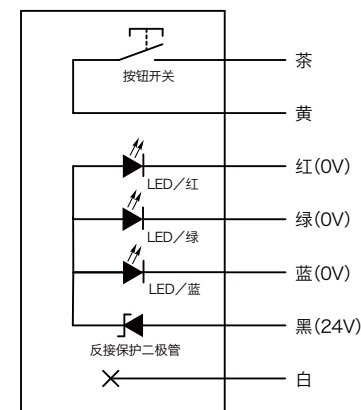 茶
按钮开关
黄
红(0V)
LED／红
绿(0V)
LED／绿
蓝(0V)
LED／蓝
黑(24V)
反接保护二极管
白